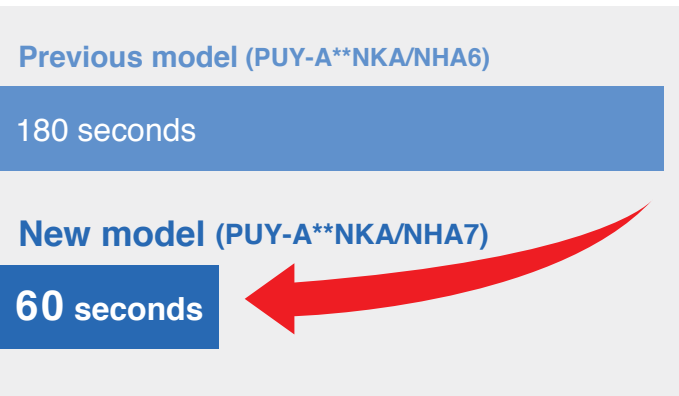 Previous model (PUY-A**NKA/NHA6)
180 seconds
New model (PUY-A**NKA/NHA7)
60 seconds